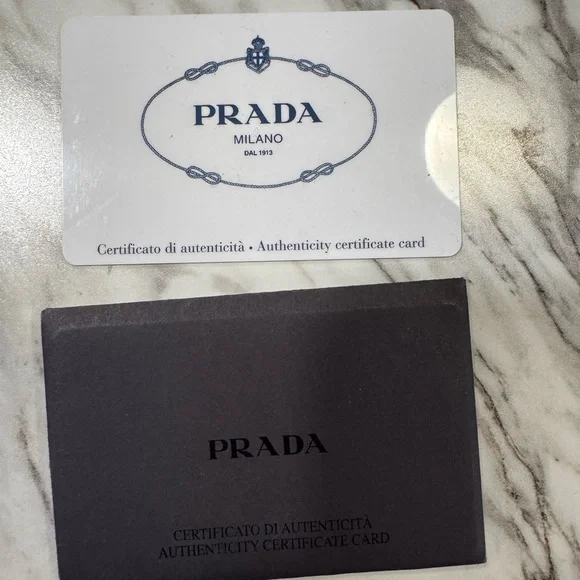 PRADA
MILANO
DAL 1913
Certificato di autenticità • Authenticity certificate card
PRADA
CERTIFICATO DI AUTENTICITÀ
AUTHENTICITY CERTIFICATE CARD